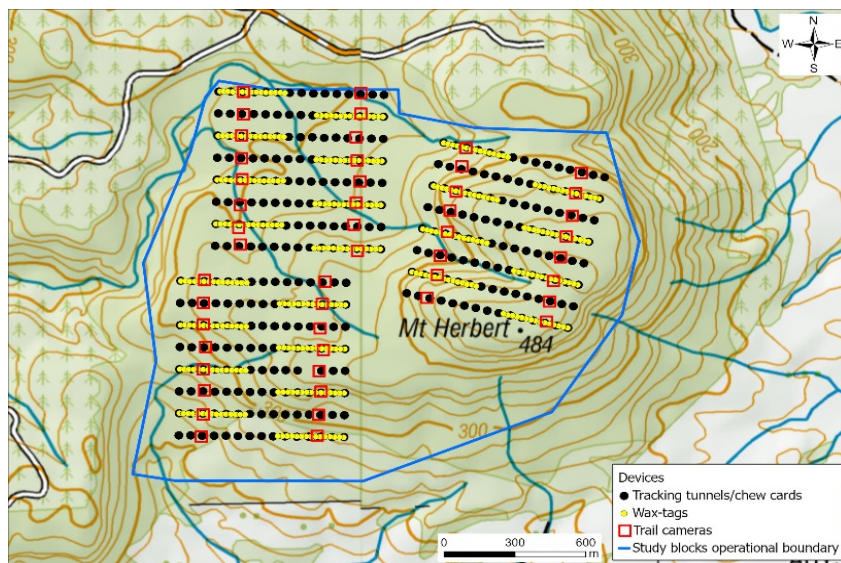 N
W E
S
300
Mt Herbert
484
300
Devices
Tracking tunnels/chew cards
Wax-tags
Trail cameras
Study blocks operational boundary
0 300 600
m